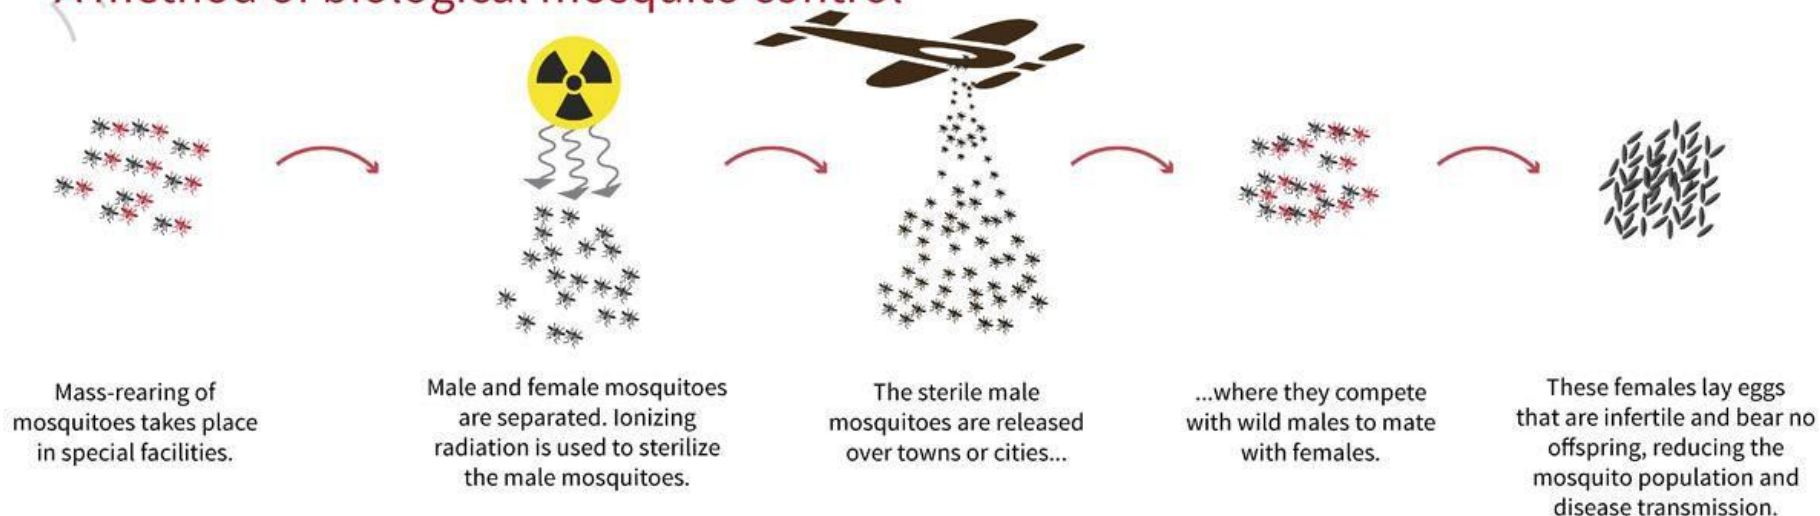 A method of biological mosquito control
Mass-rearing of
mosquitoes takes place
in special facilities.
Male and female mosquitoes
are separated. Ionizing
radiation is used to sterilize
the male mosquitoes.
The sterile male
mosquitoes are released
over towns or cities...
...where they compete
with wild males to mate
with females.
These females lay eggs
that are infertile and bear no
offspring, reducing the
mosquito population and
disease transmission.